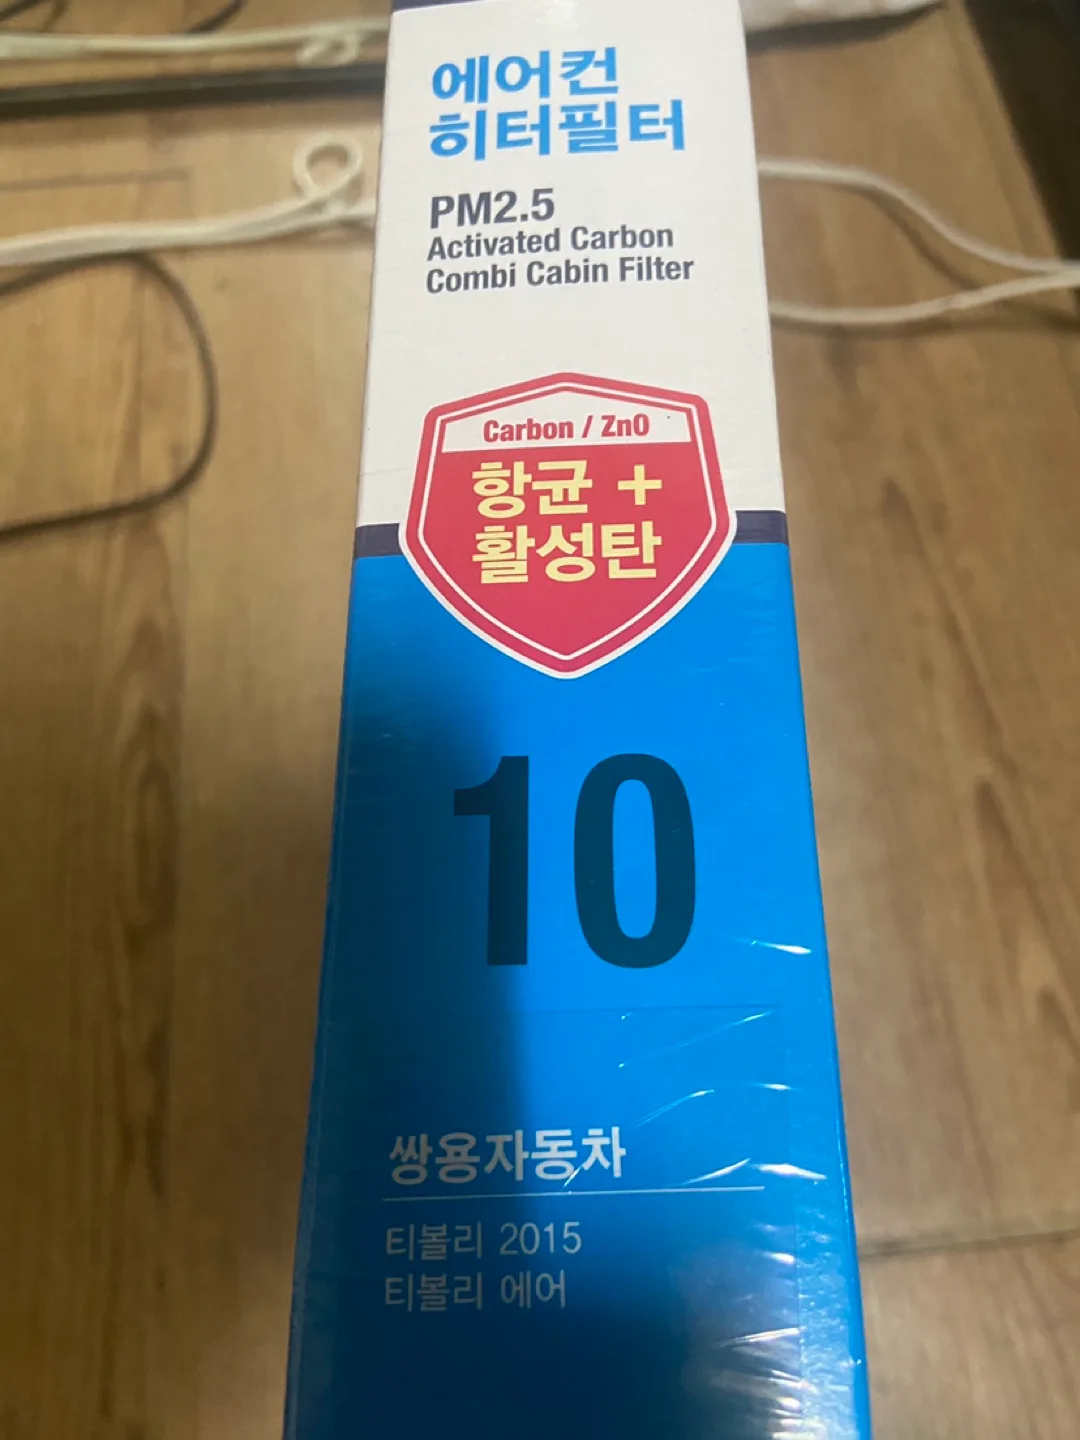 에어컨
히터필터
PM2.5
Activated Carbon
Combi Cabin Filter
Carbon / ZnO
항균 +
활성탄
10
쌍용자동차
티볼리 2015
티볼리 에어